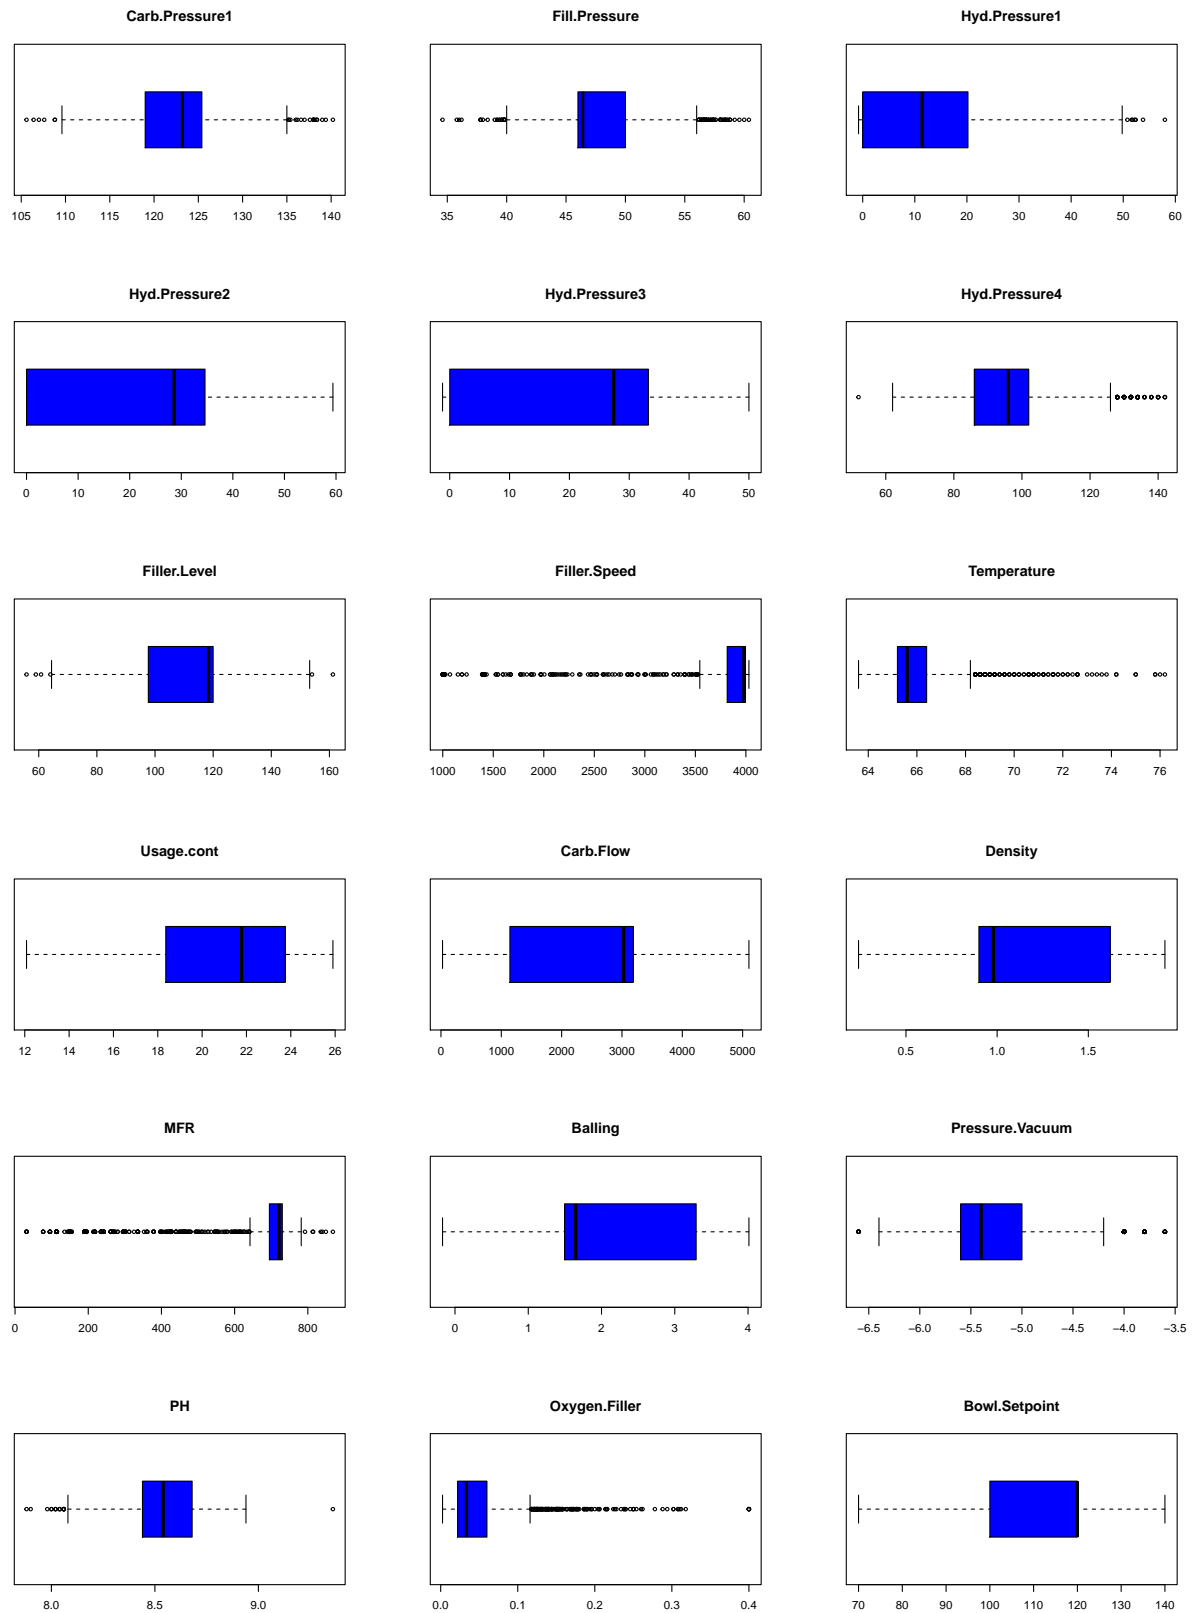 Carb.Pressure1 Fill.Pressure Hyd.Pressure1
105 110 115 120 125 130 135 140 35 40 45 50 55 60 0 10 20 30 40 50 60
Hyd.Pressure2 Hyd.Pressure3 Hyd.Pressure4
0 10 20 30 40 50 60 0 10 20 30 40 50 60 80 100 120 140
Filler.Level Filler.Speed Temperature
60 80 100 120 140 160 1000 1500 2000 2500 3000 3500 4000 64 66 68 70 72 74 76
Usage.cont Carb.Flow Density
12 14 16 18 20 22 24 26 0 1000 2000 3000 4000 5000 0.5 1.0 1.5
MFR Balling Pressure.Vacuum
0 200 400 600 800 0 1 2 3 4 −6.5 −6.0 −5.5 −5.0 −4.5 −4.0 −3.5
PH Oxygen.Filler Bowl.Setpoint
8.0 8.5 9.0 0.0 0.1 0.2 0.3 0.4 70 80 90 100 110 120 130 140